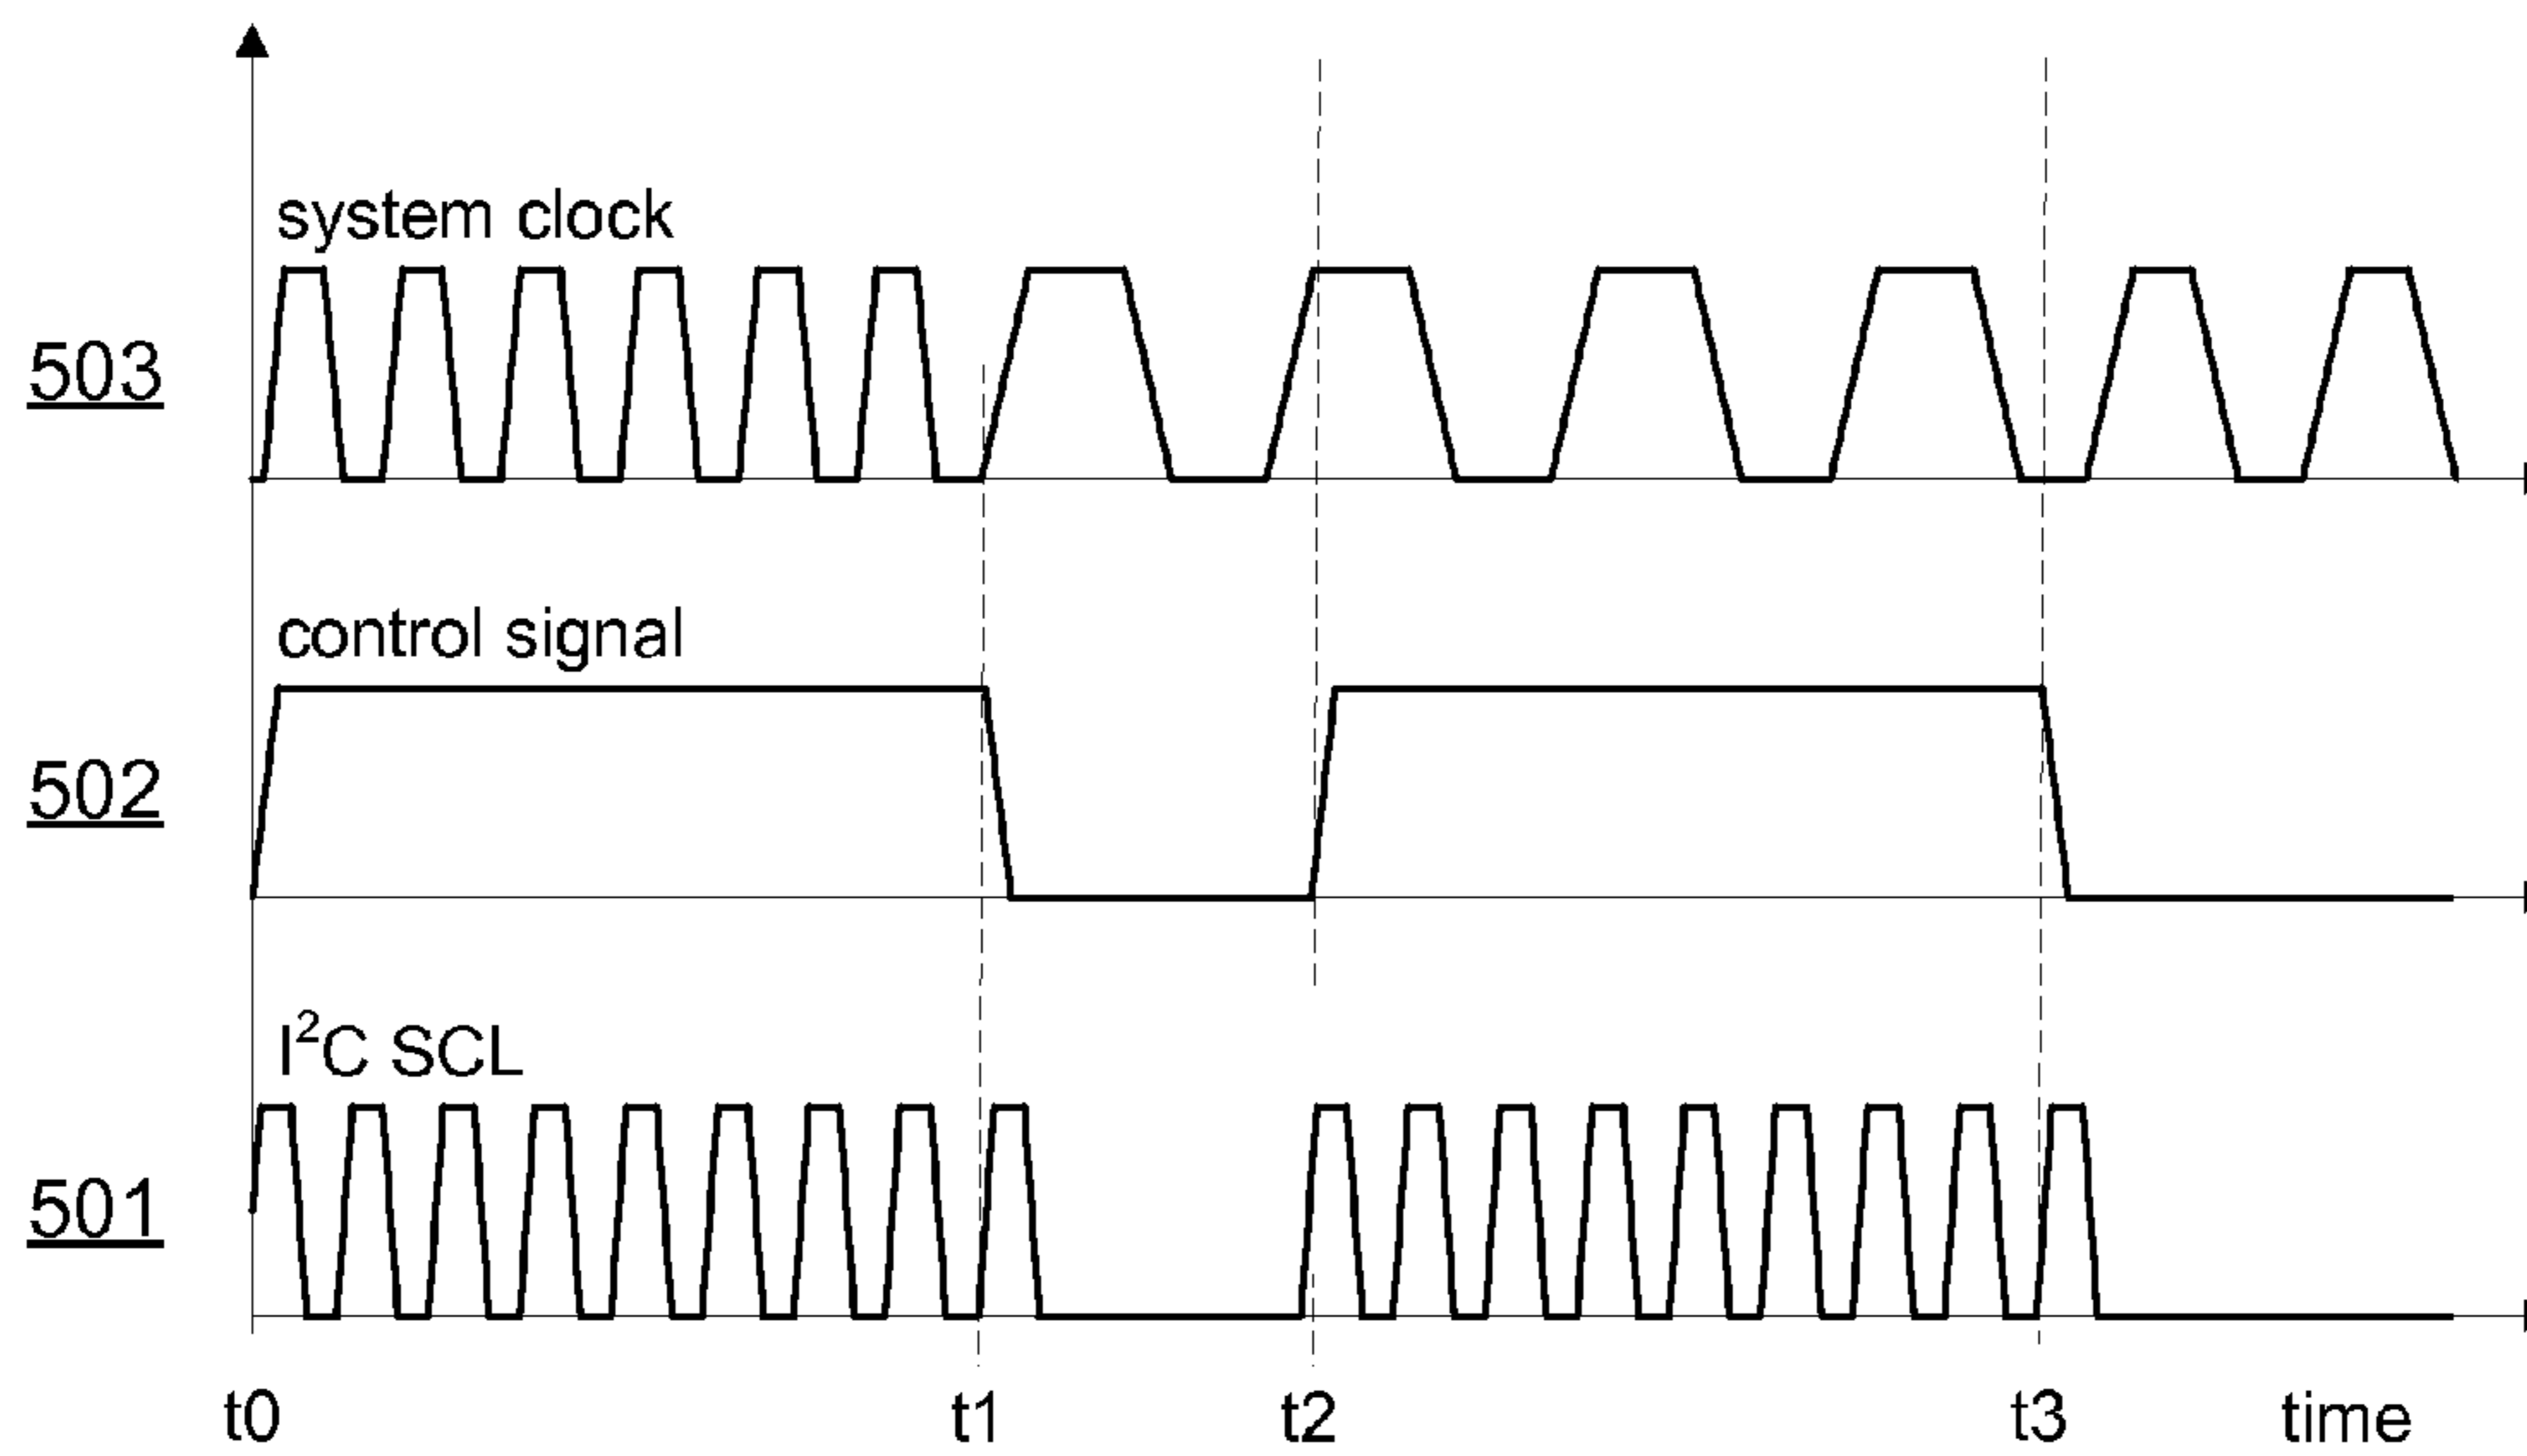 system clock
503
control signal
502
I²C SCL
501
t0 t1 t2 t3 time